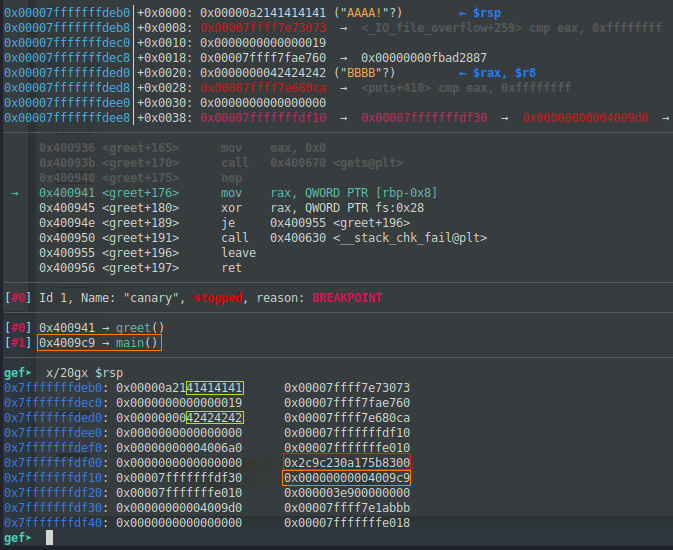 0x00007fffffffdeb0│+0x0000: 0x00000a2141414141 ("AAAA!"?)	 ← $rsp
0x00007fffffffdeb8│+0x0008: 0x00007ffff7e73073  →  <_IO_file_overflow+259> cmp eax, 0xffffffff
0x00007fffffffdec0│+0x0010: 0x0000000000000019
0x00007fffffffdec8│+0x0018: 0x00007ffff7fae760  →  0x00000000fbad2887
0x00007fffffffded0│+0x0020: 0x0000000042424242 ("BBBB"?)	 ← $rax, $r8
0x00007fffffffded8│+0x0028: 0x00007ffff7e680ca  →  <puts+410> cmp eax, 0xffffffff
0x00007fffffffdee0│+0x0030: 0x0000000000000000
0x00007fffffffdee8│+0x0038: 0x00007fffffffdf10  →  0x00007fffffffdf30  →  0x00000000004009d0  →
0x400936 <greet+165>      mov    eax, 0x0
0x40093b <greet+170>      call   0x400670 <gets@plt>
0x400940 <greet+175>      nop
→   0x400941 <greet+176>      mov    rax, QWORD PTR [rbp-0x8]
0x400945 <greet+180>      xor    rax, QWORD PTR fs:0x28
0x40094e <greet+189>      je     0x400955 <greet+196>
0x400950 <greet+191>      call   0x400630 <__stack_chk_fail@plt>
0x400955 <greet+196>      leave
0x400956 <greet+197>      ret
[#0] Id 1, Name: "canary", stopped, reason: BREAKPOINT
[#0] 0x400941 → greet()
[#1] 0x4009c9 → main()
gef➤  x/20gx $rsp
0x7fffffffdeb0: 0x00000a2141414141      0x00007ffff7e73073
0x7fffffffdec0: 0x0000000000000019      0x00007ffff7fae760
0x7fffffffded0: 0x0000000042424242      0x00007ffff7e680ca
0x7fffffffdee0: 0x0000000000000000      0x00007fffffffdf10
0x7fffffffdef0: 0x00000000004006a0      0x00007fffffffe010
0x7fffffffdf00: 0x0000000000000000      0x2c9c230a175b8300
0x7fffffffdf10: 0x00007fffffffdf30      0x00000000004009c9
0x7fffffffdf20: 0x00007fffffffe010      0x000003e900000000
0x7fffffffdf30: 0x00000000004009d0      0x00007ffff7e1abbb
0x7fffffffdf40: 0x0000000000000000      0x00007fffffffe018
gef➤